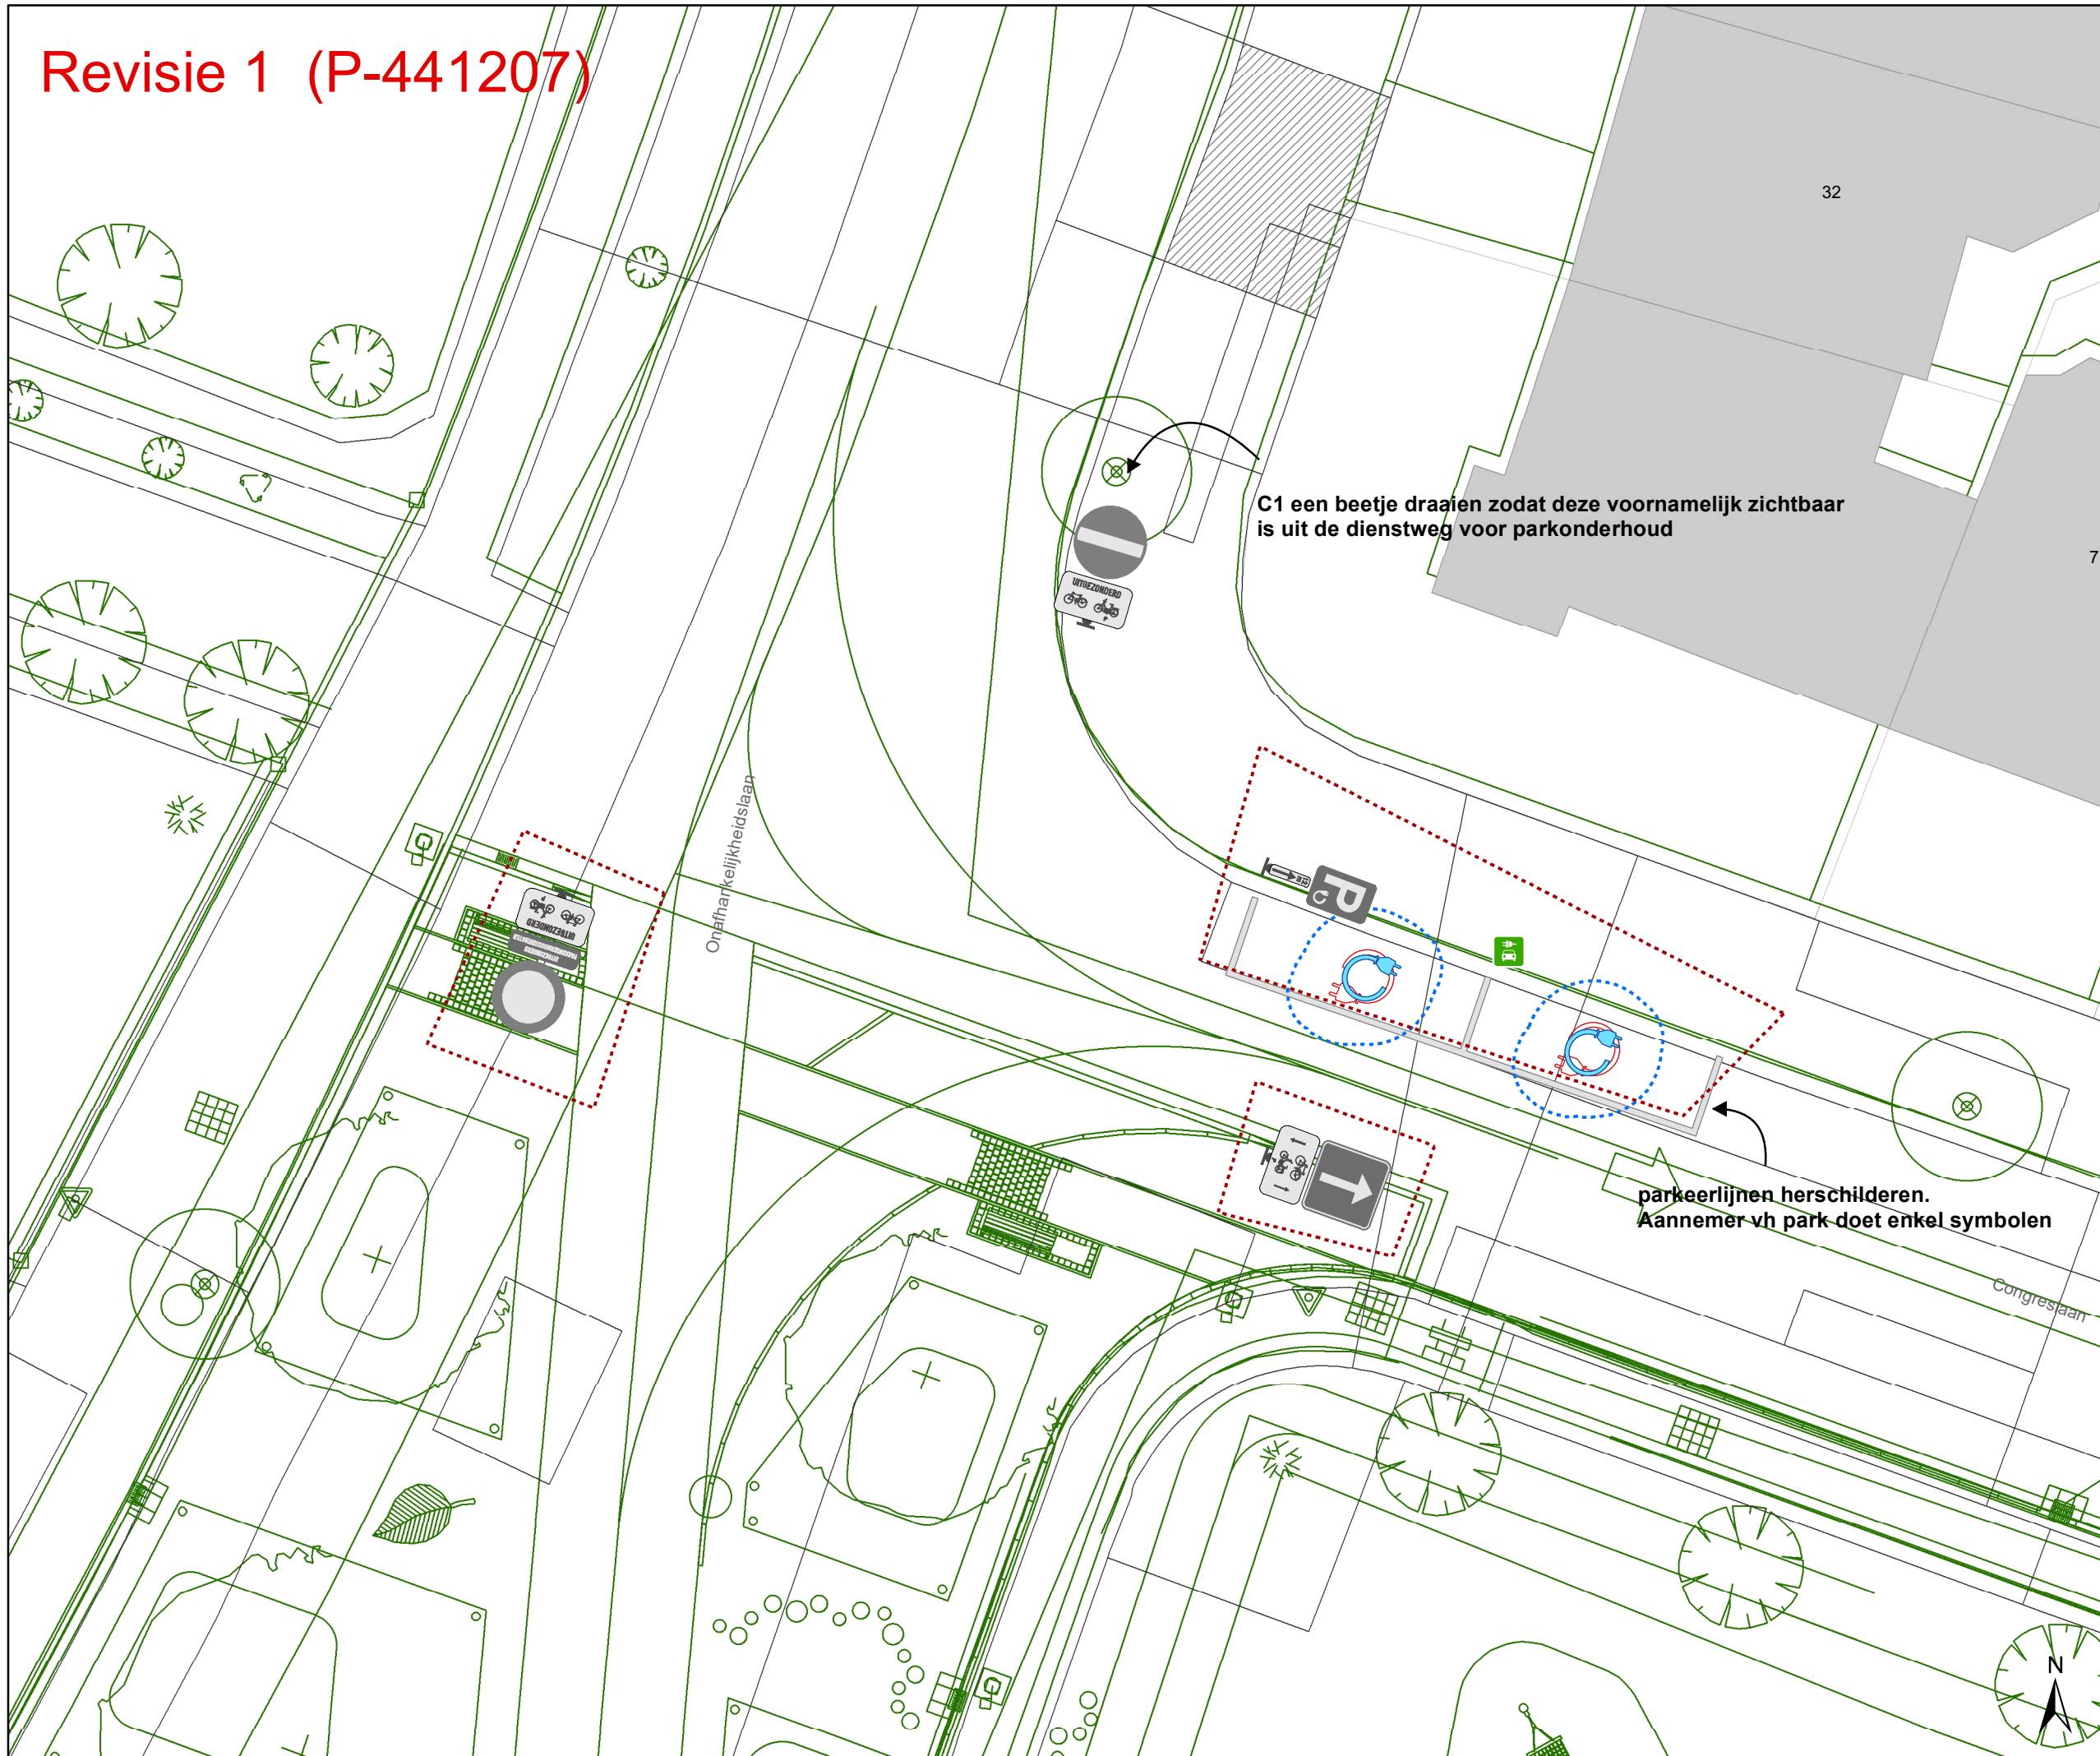 Revisie 1 (P-441207)
32
C1 een beetje draaien zodat deze voornamelijk zichtbaar
is uit de dienstweg voor parkonderhoud
7
UITGEZONDERD
P
Onafhankelijkheidslaan
P
P
UITGEZONDERD
parkeerlijnen herschilderen.
Aannemer vh park doet enkel symbolen
Congreslaan
N